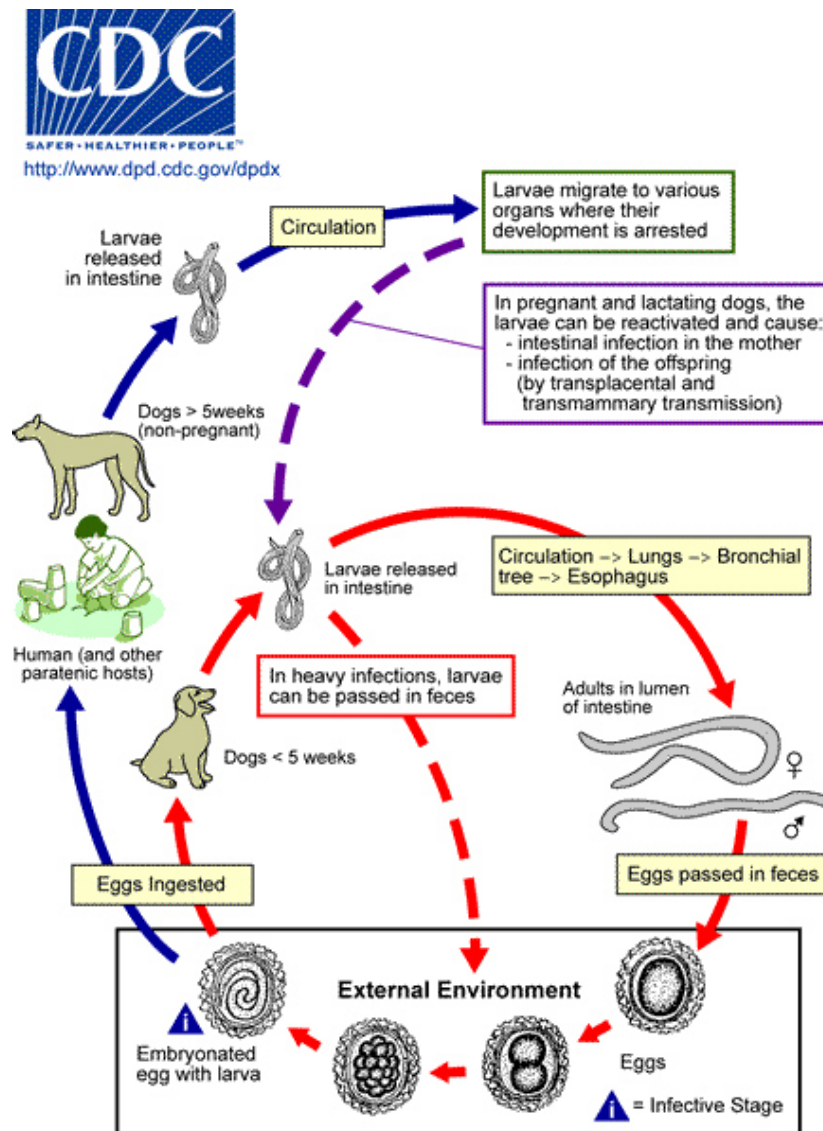 CDC
SAFER•HEALTHIER•PEOPLE™
http://www.dpd.cdc.gov/dpdx
Larvae
released
in intestine
Circulation
Larvae migrate to various
organs where their
development is arrested
In pregnant and lactating dogs, the
larvae can be reactivated and cause:
- intestinal infection in the mother
- infection of the offspring
(by transplacental and
transmammary transmission)
Dogs > 5weeks
(non-pregnant)
Human (and other
paratenic hosts)
Larvae released
in intestine
Circulation –> Lungs –> Bronchial
tree –> Esophagus
In heavy infections, larvae
can be passed in feces
Adults in lumen
of intestine
♀
♂
Dogs < 5 weeks
Eggs Ingested
Eggs passed in feces
External Environment
i
Embryonated
egg with larva
Eggs
i = Infective Stage